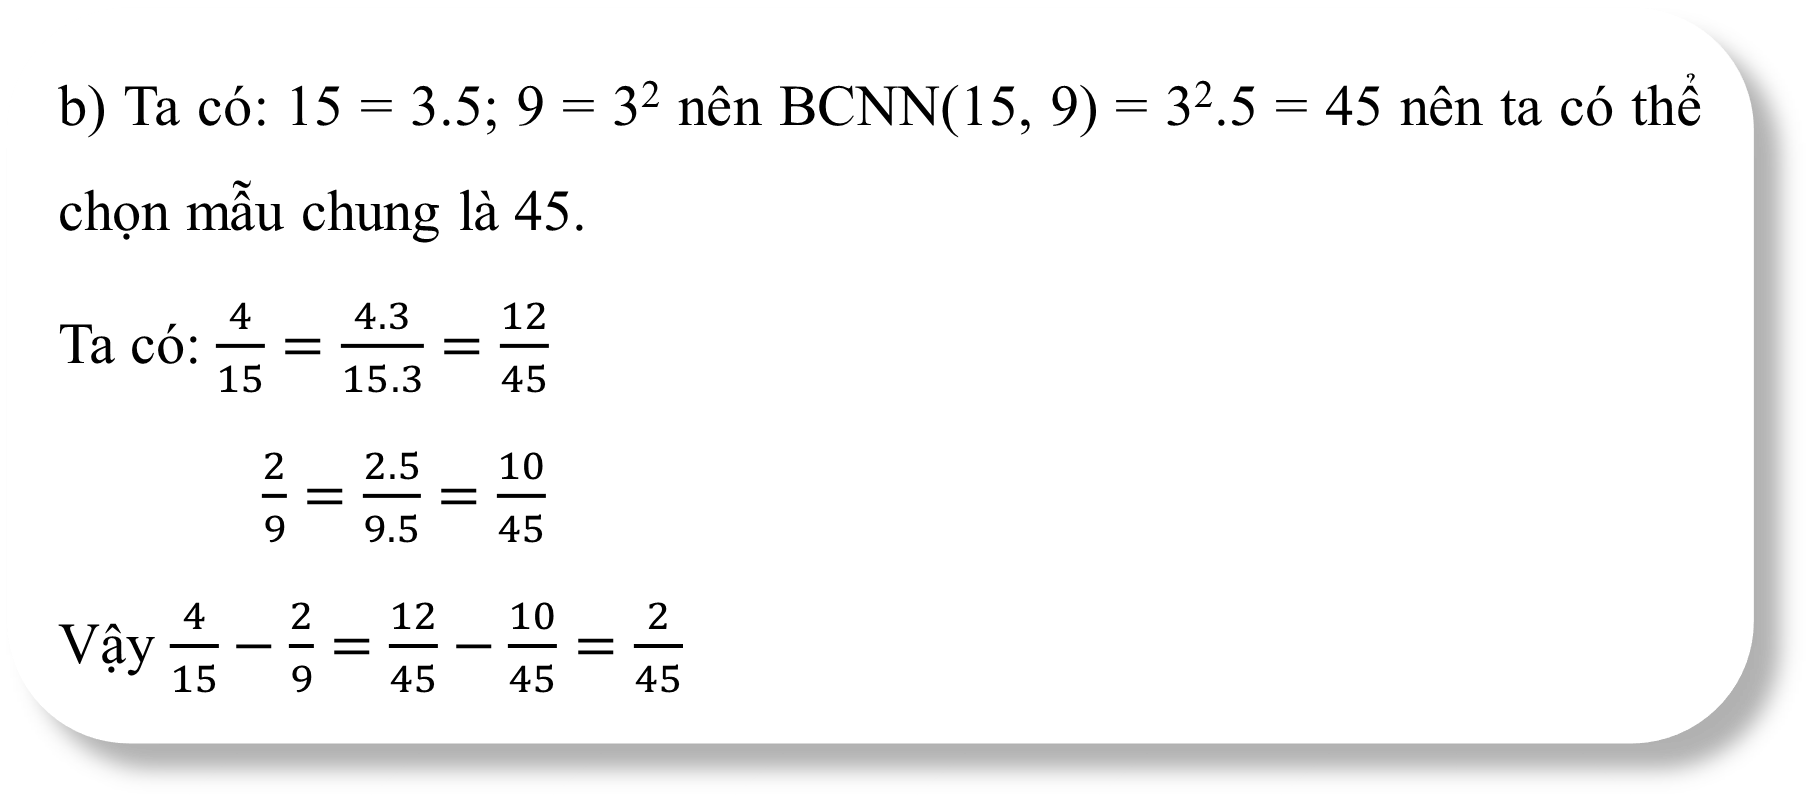 b) Ta có: 15 = 3.5; 9 = 3² nên BCNN(15, 9) = 3².5 = 45 nên ta có thể
chọn mẫu chung là 45.
Ta có: 4/15 = 4.3/15.3 = 12/45
2/9 = 2.5/9.5 = 10/45
Vậy 4/15 − 2/9 = 12/45 − 10/45 = 2/45